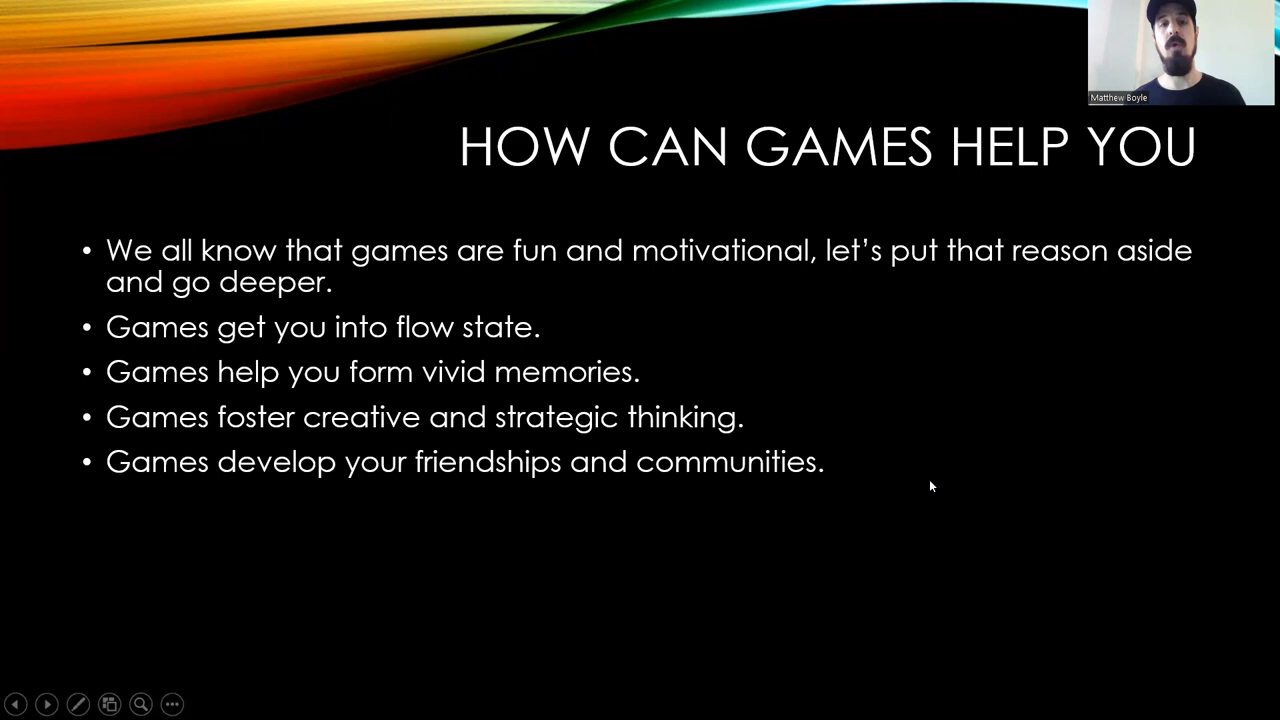 Matthew Boyle
HOW CAN GAMES HELP YOU
• We all know that games are fun and motivational, let's put that reason aside
and go deeper.
• Games get you into flow state.
• Games help you form vivid memories.
• Games foster creative and strategic thinking.
• Games develop your friendships and communities.